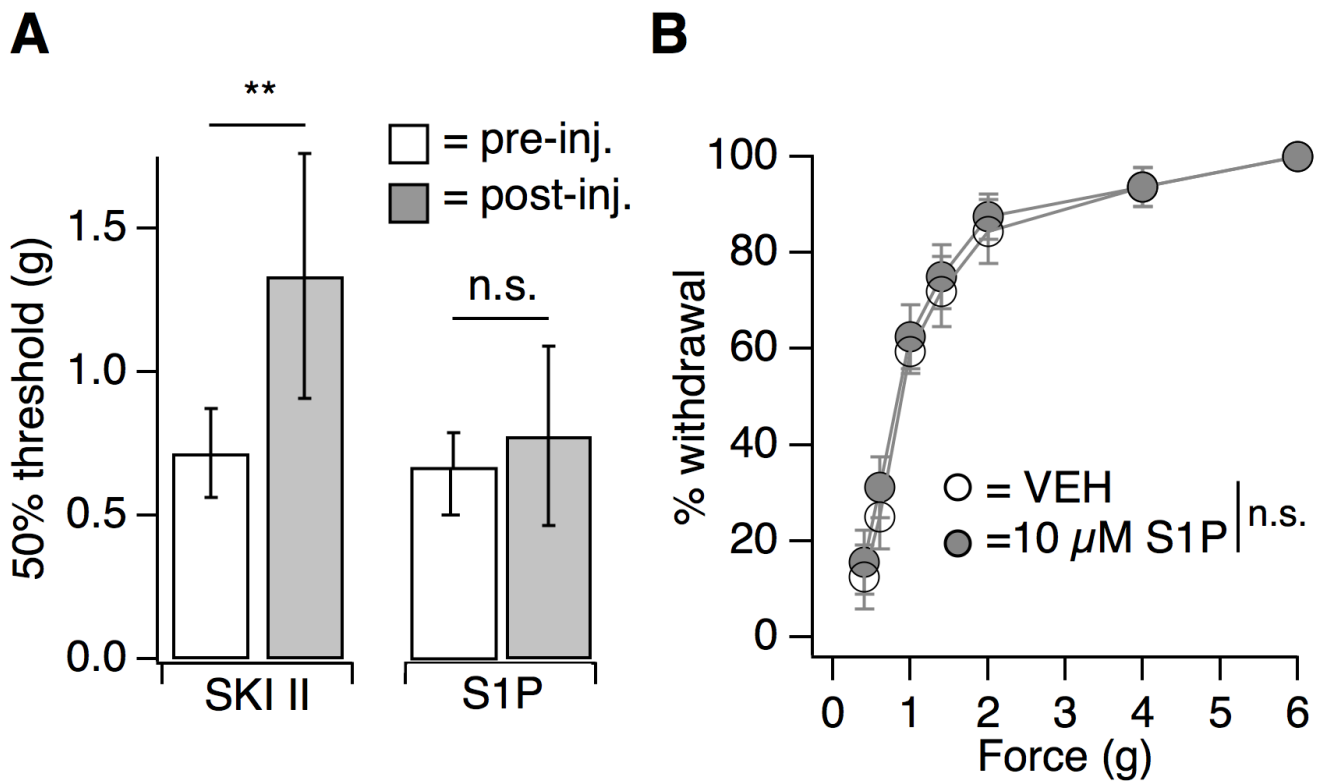 A
**
= pre-inj.
= post-inj.
n.s.
50% threshold (g)
1.5
1.0
0.5
0.0
SKI II
S1P
B
100
80
60
40
20
0
% withdrawal
= VEH
=10 µM S1P
n.s.
0 1 2 3 4 5 6
Force (g)